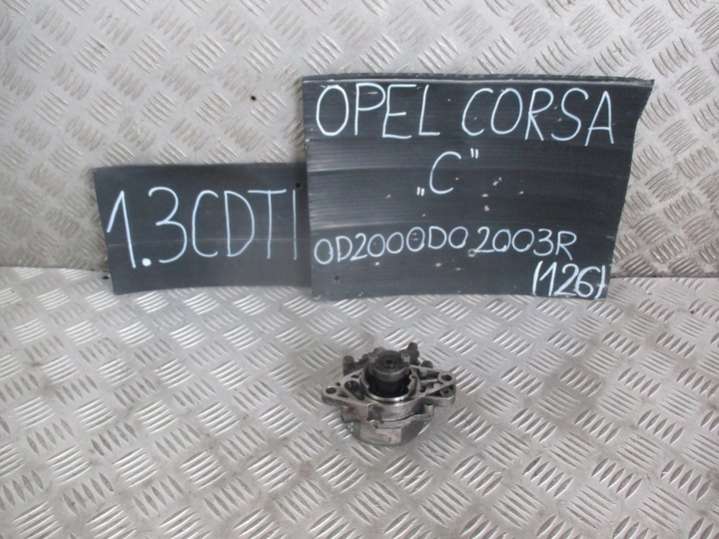 OPEL CORSA
„C"
1.3CDTI
OD2000DO2003R
(126)